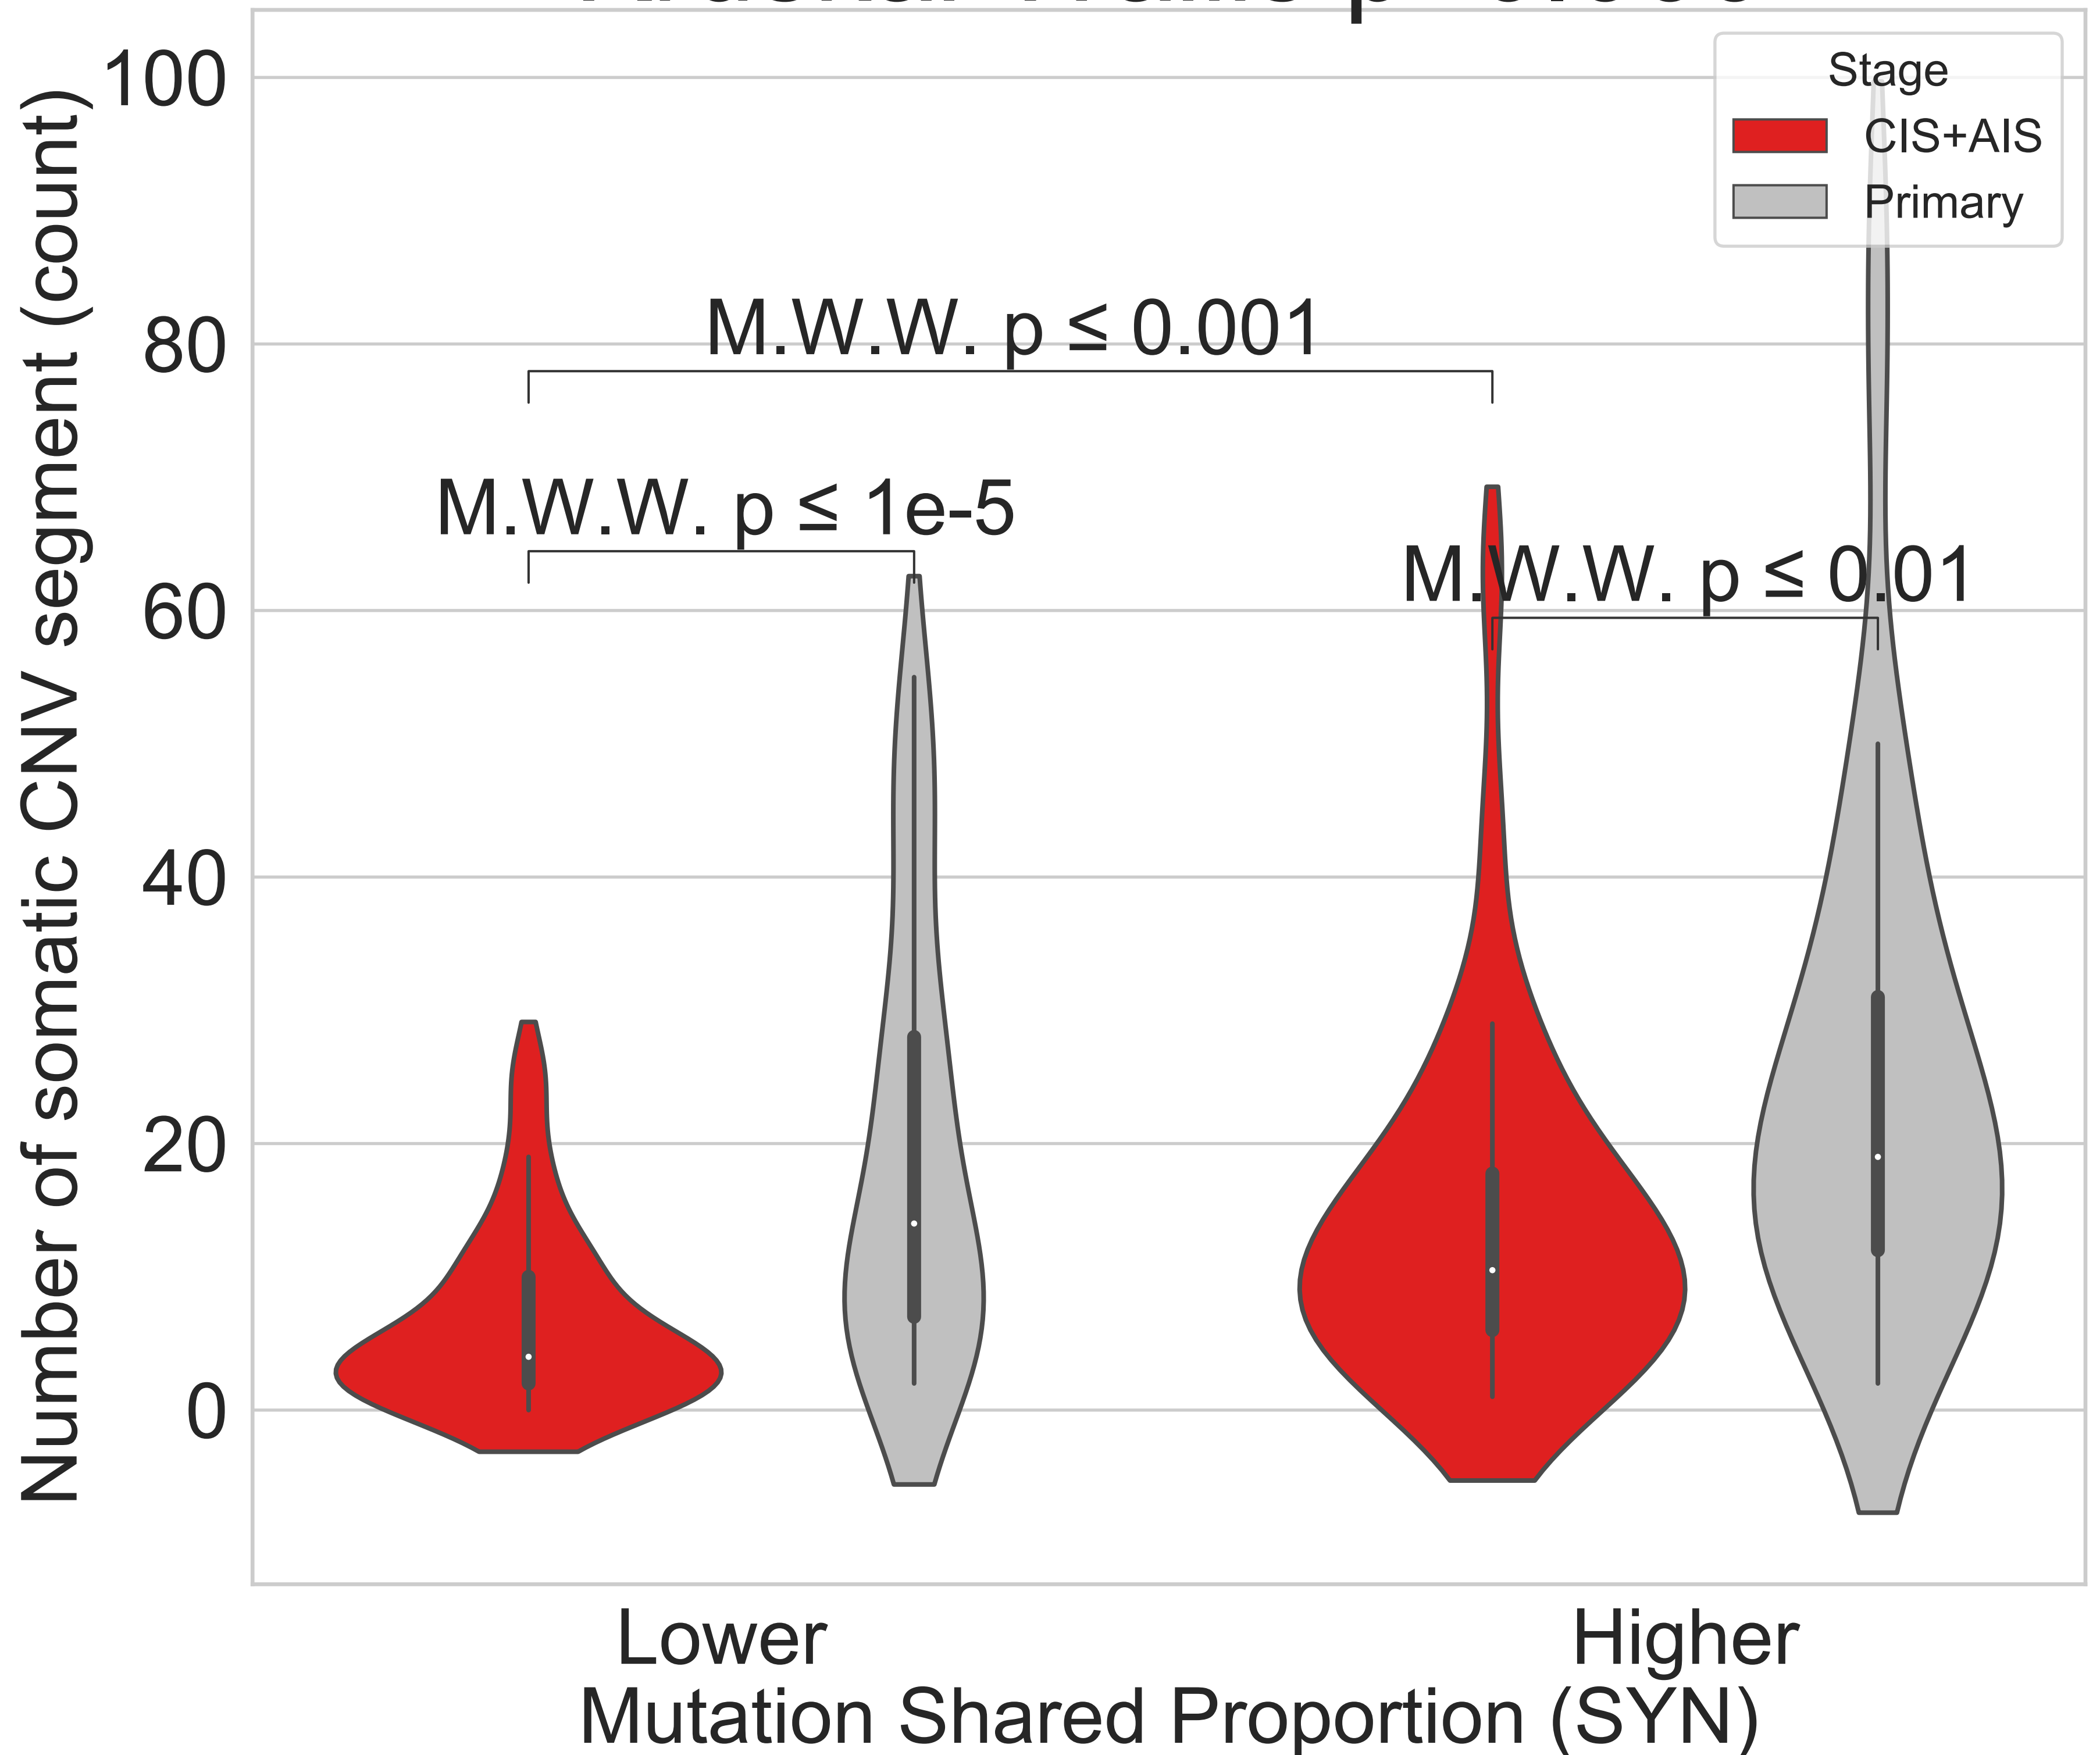 Stage
CIS+AIS
Primary
M.W.W. p ≤ 0.001
M.W.W. p ≤ 1e-5
M.W.W. p ≤ 0.01
Number of somatic CNV segment (count)
100
80
60
40
20
0
Lower
Higher
Mutation Shared Proportion (SYN)